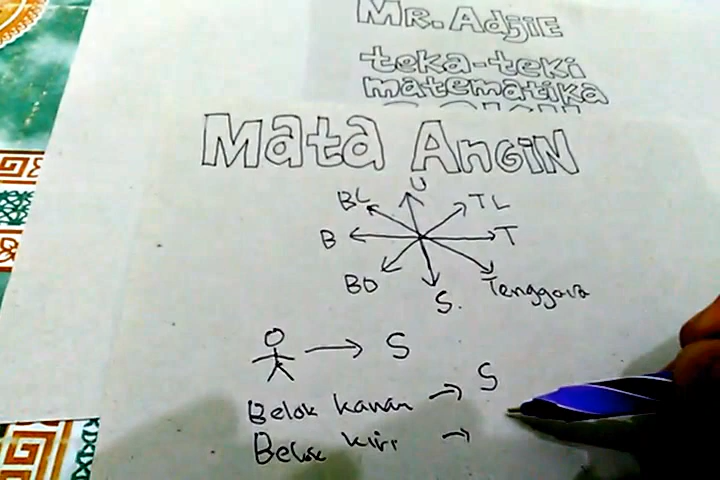 MR. AdjiE
teka-teki
matematika
Mata AnGiN
U
BL TL
B T
BD Tenggara
S.
S
Belok kanan → S
Belok kiri →